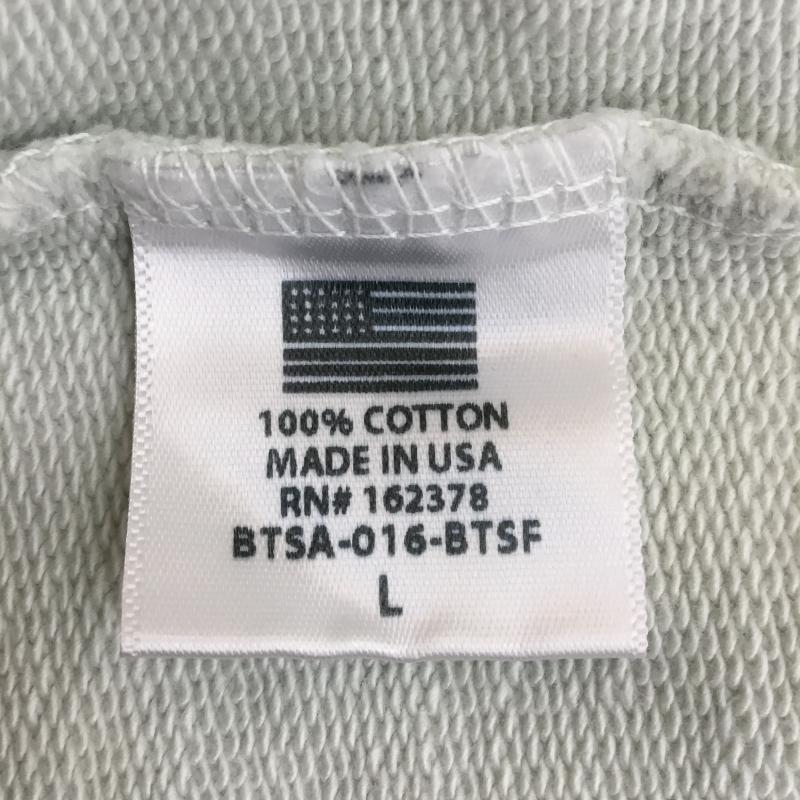 100% COTTON
MADE IN USA
RN# 162378
BTSA-016-BTSF
L